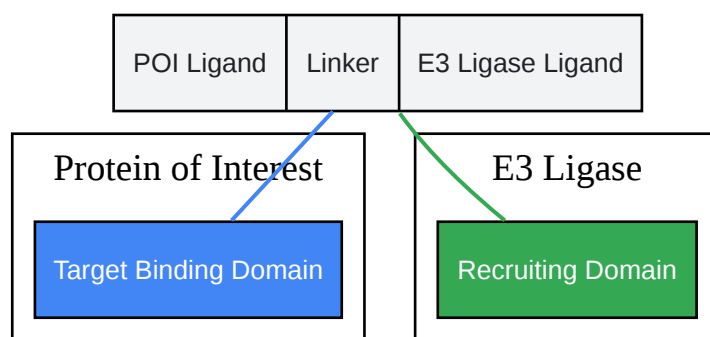 POI Ligand Linker E3 Ligase Ligand
Protein of Interest E3 Ligase
Target Binding Domain Recruiting Domain